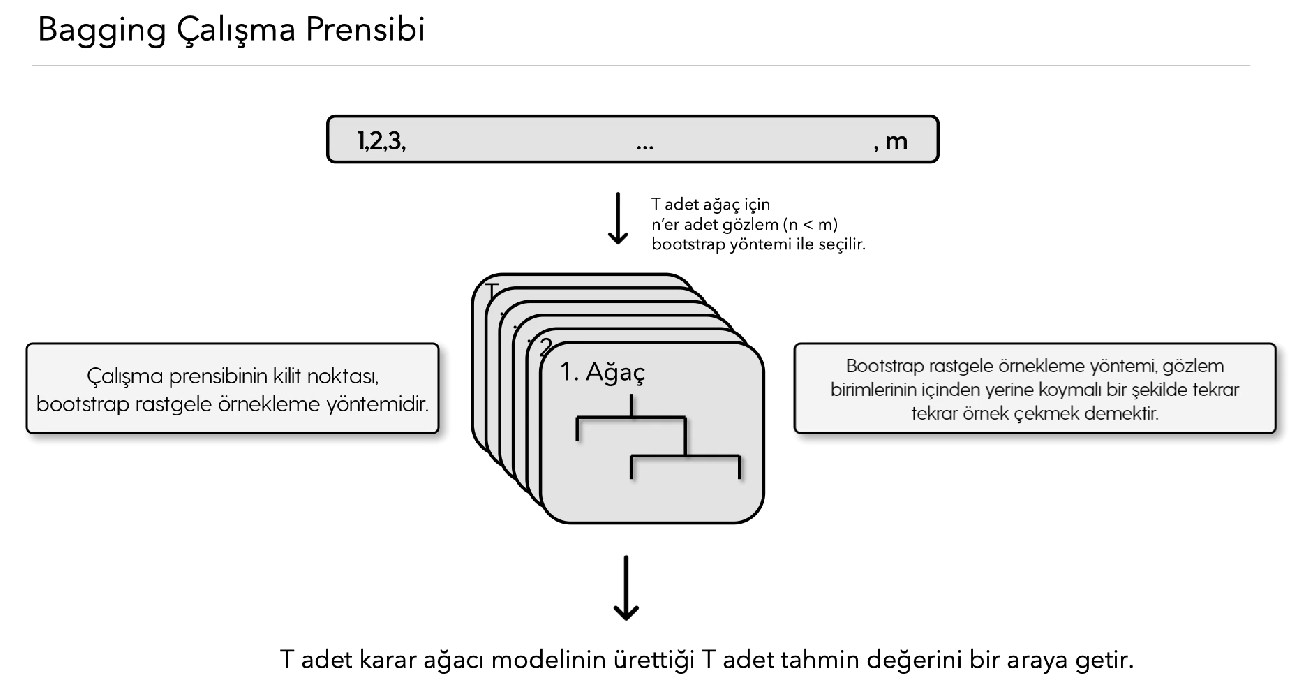 Bagging Çalışma Prensibi
1,2,3, ... , m
T adet ağaç için
n'er adet gözlem (n < m)
bootstrap yöntemi ile seçilir.
T
.
.
.
2
1. Ağaç
Çalışma prensibinin kilit noktası,
bootstrap rastgele örnekleme yöntemidir.
Bootstrap rastgele örnekleme yöntemi, gözlem
birimlerinin içinden yerine koymalı bir şekilde tekrar
tekrar örnek çekmek demektir.
T adet karar ağacı modelinin ürettiği T adet tahmin değerini bir araya getir.